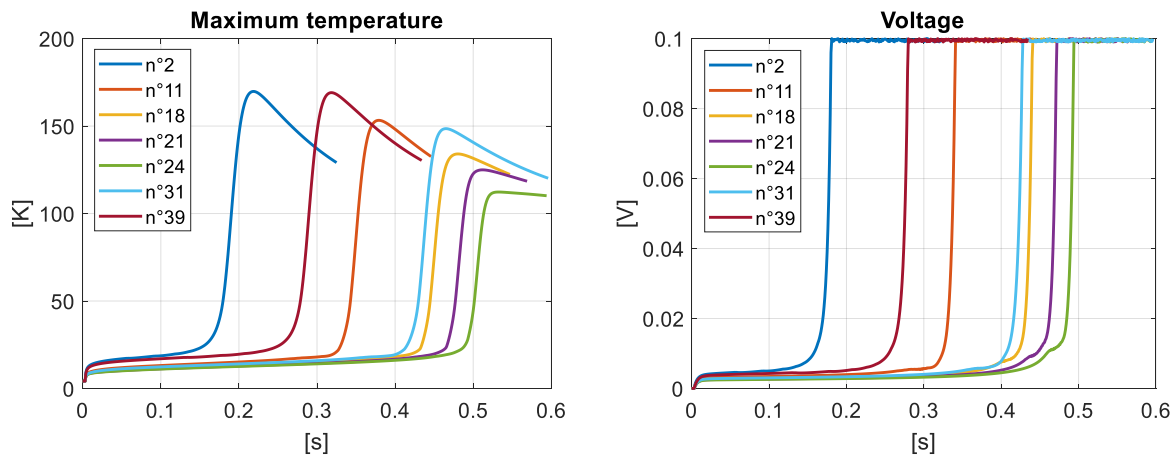 Maximum temperature
200
150
100
50
0
[K]
n°2
n°11
n°18
n°21
n°24
n°31
n°39
0
0.1
0.2
0.3
0.4
0.5
0.6
[s]
Voltage
0.1
0.08
0.06
0.04
0.02
0
[V]
n°2
n°11
n°18
n°21
n°24
n°31
n°39
0
0.1
0.2
0.3
0.4
0.5
0.6
[s]